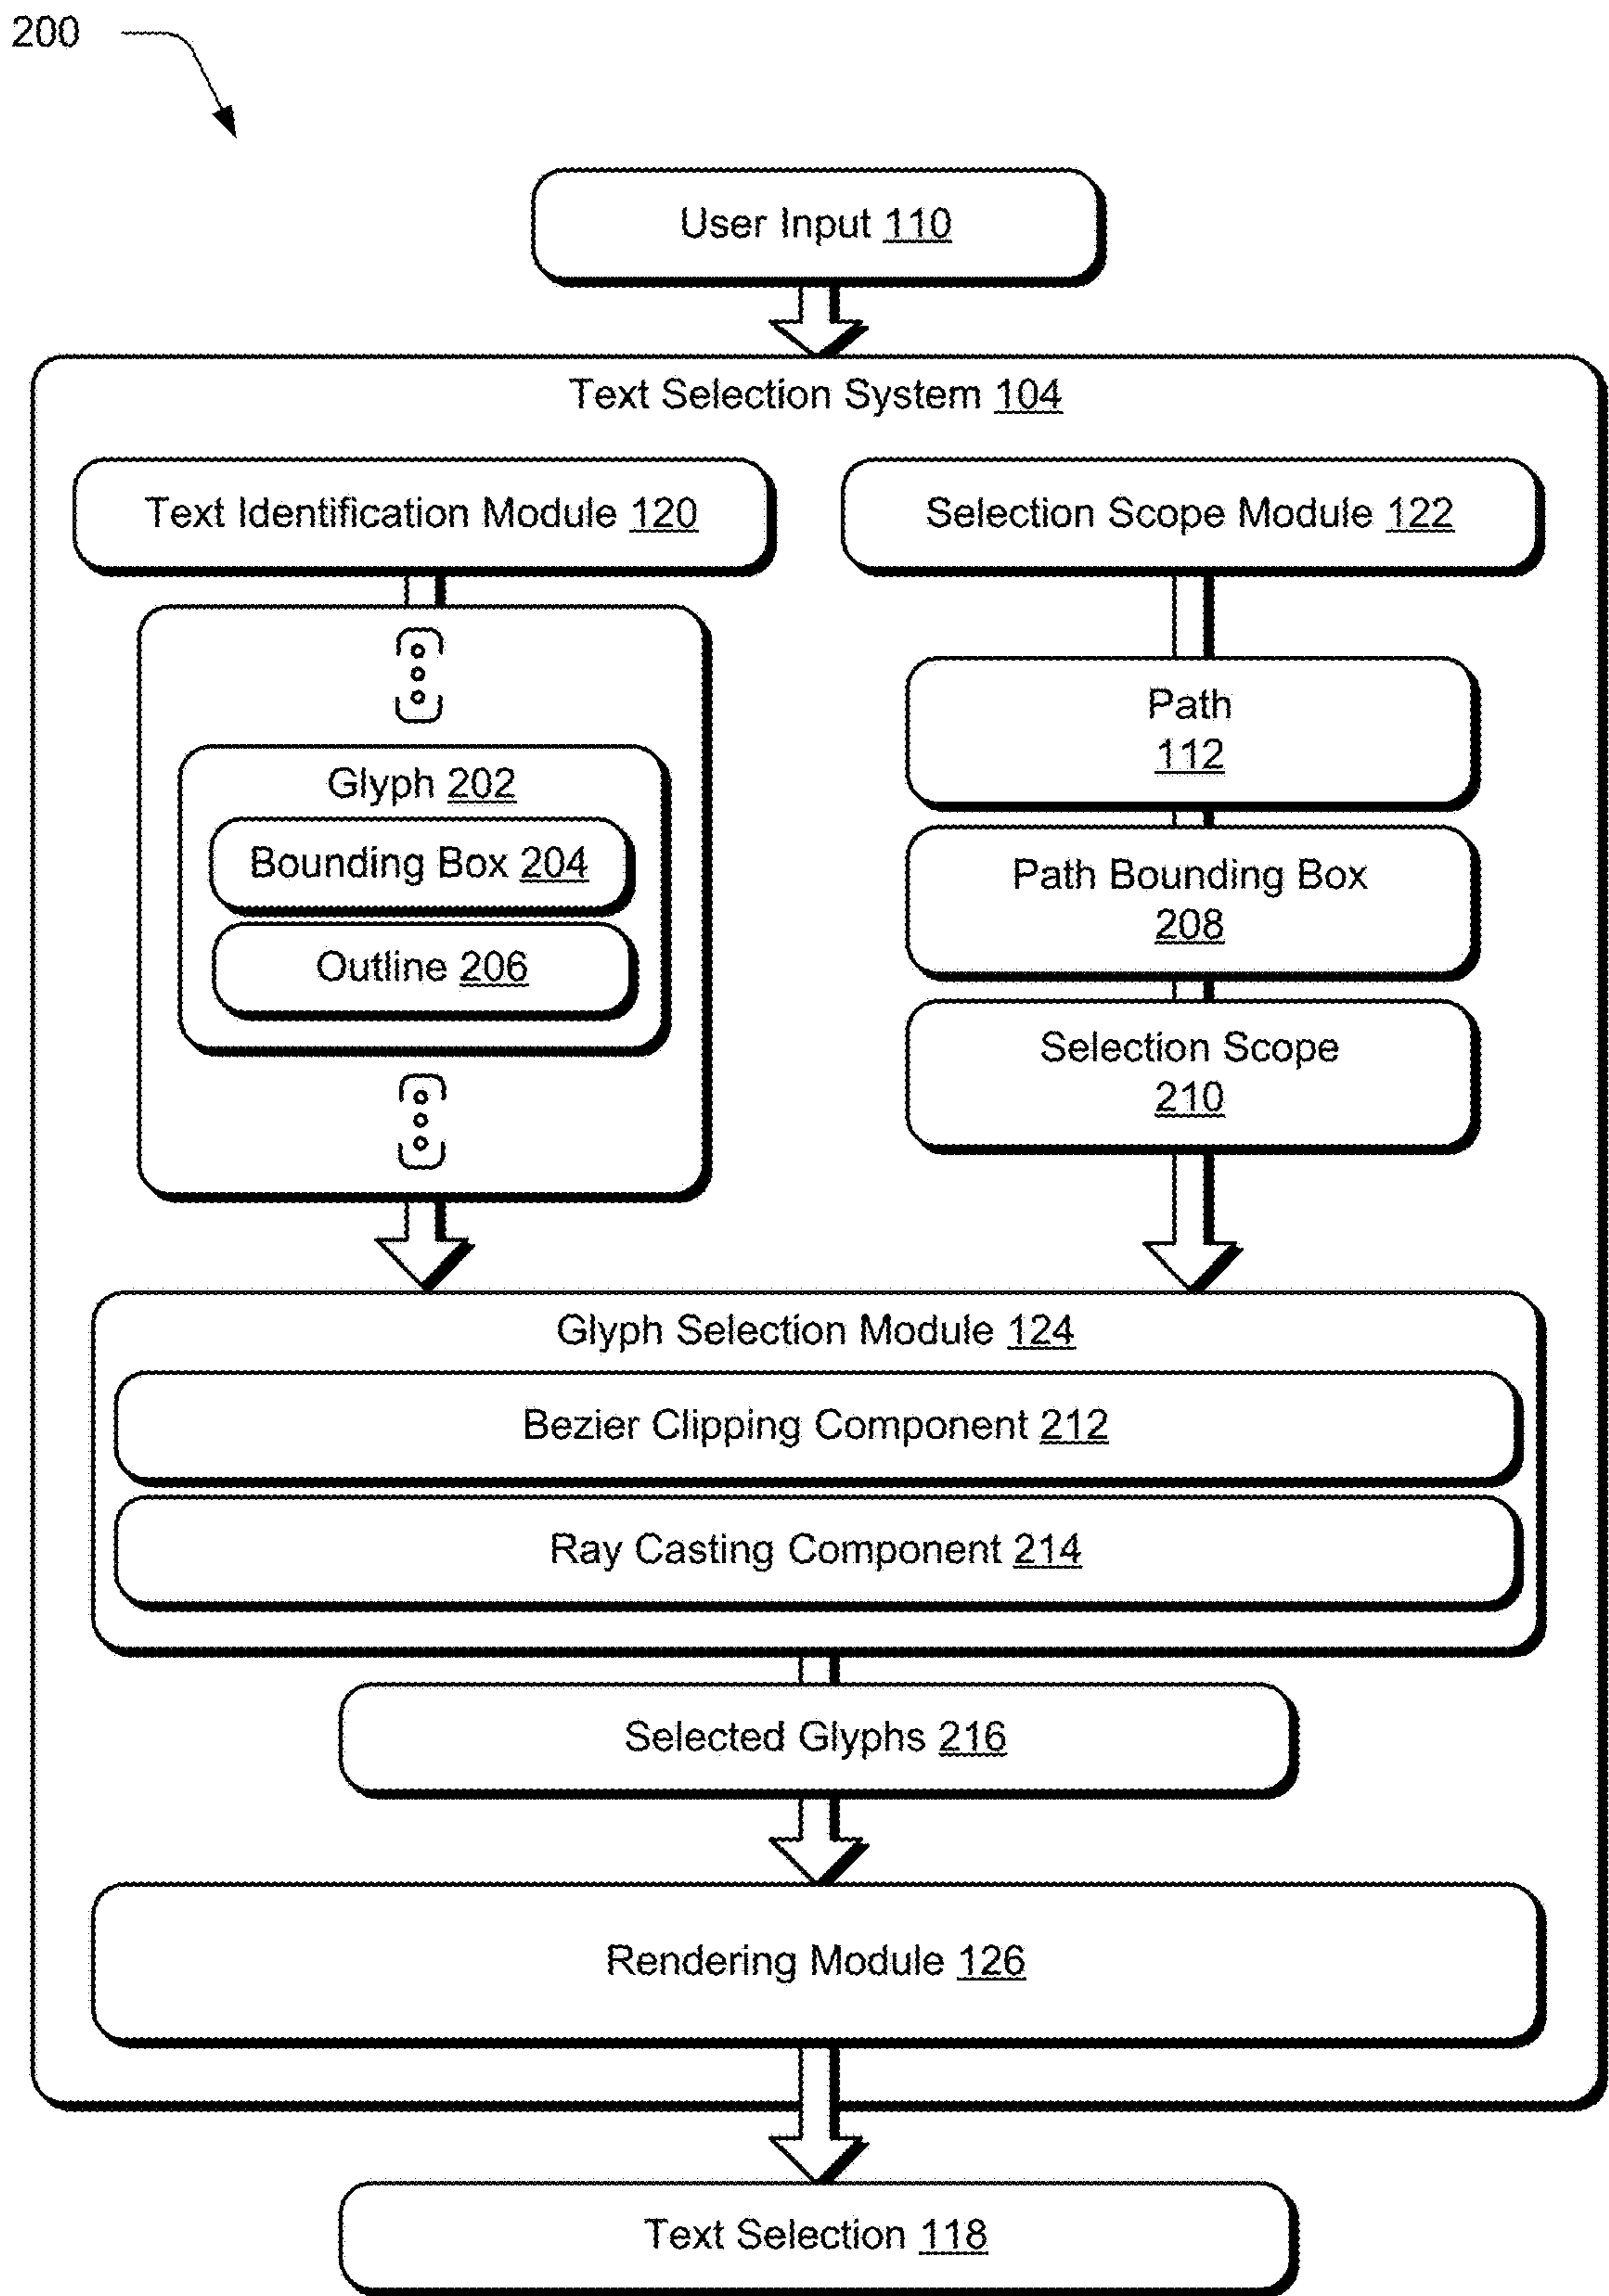 200
User Input 110
Text Selection System 104
Text Identification Module 120
Selection Scope Module 122
Glyph 202
Bounding Box 204
Outline 206
Path
112
Path Bounding Box
208
Selection Scope
210
Glyph Selection Module 124
Bezier Clipping Component 212
Ray Casting Component 214
Selected Glyphs 216
Rendering Module 126
Text Selection 118